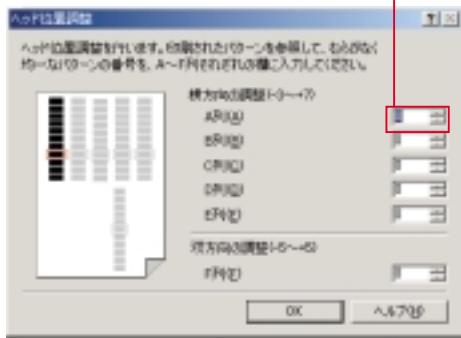 ヘッド位置調整
ヘッド位置調整を行います。印刷されたパターンを参照して、むらがなく
均一なパターンの番号を、A～F列それぞれの欄に入力してください。
横方向の調整(-3～+7)
A列(A)
B列(B)
C列(C)
D列(D)
E列(E)
双方向の調整(-5～+5)
F列(F)
OK
ヘルプ(H)